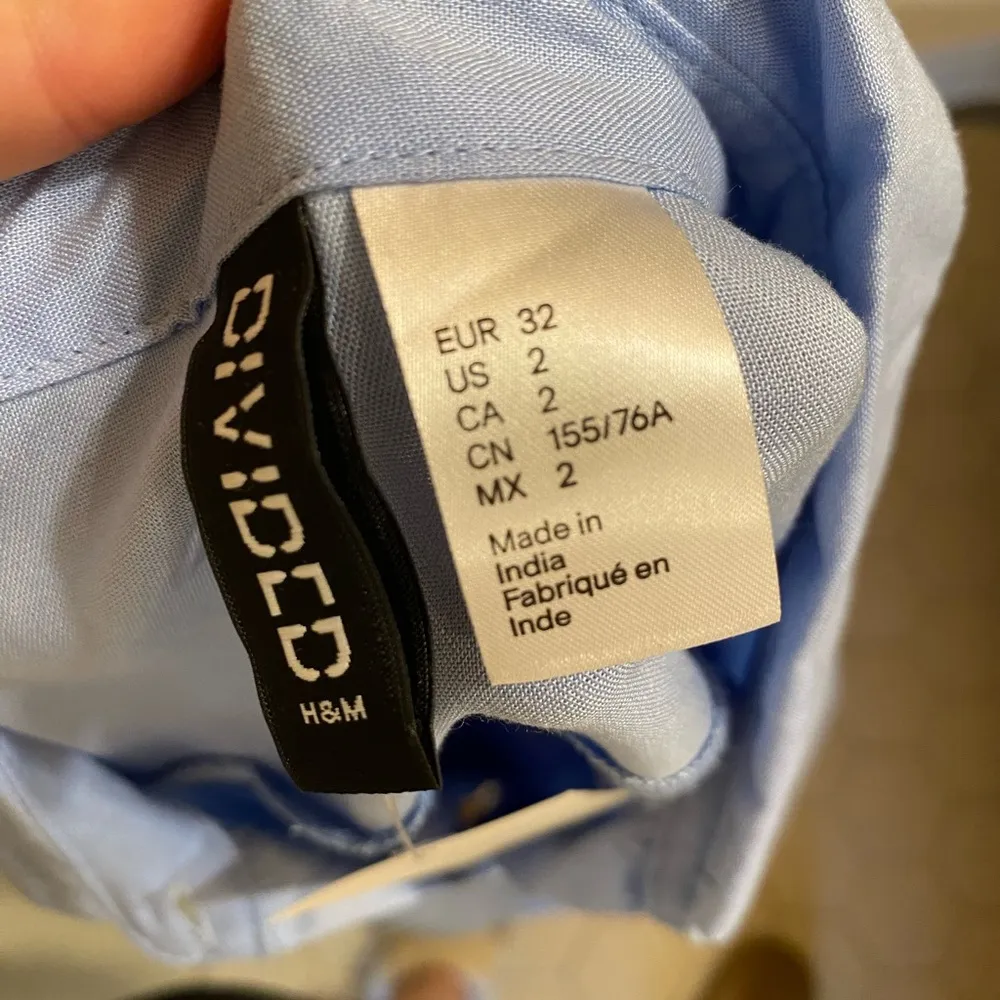 DIVIDED
H&M
EUR 32
US 2
CA 2
CN 155/76A
MX 2
Made in
India
Fabriqué en
Inde